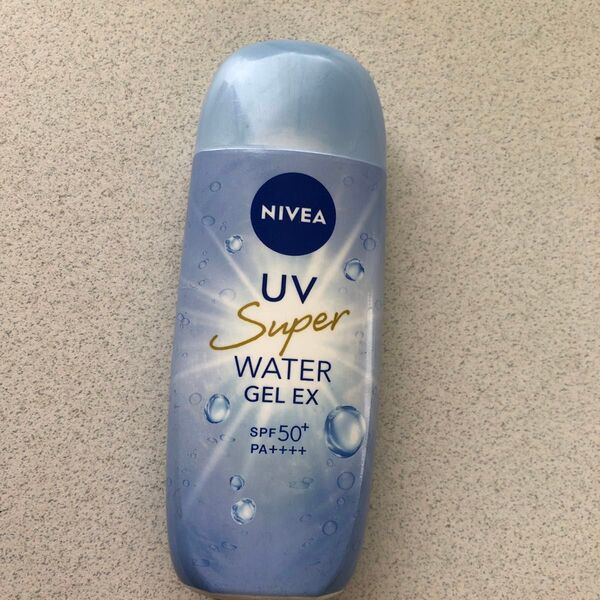 NIVEA
UV
Super
WATER
GEL EX
SPF50+
PA++++